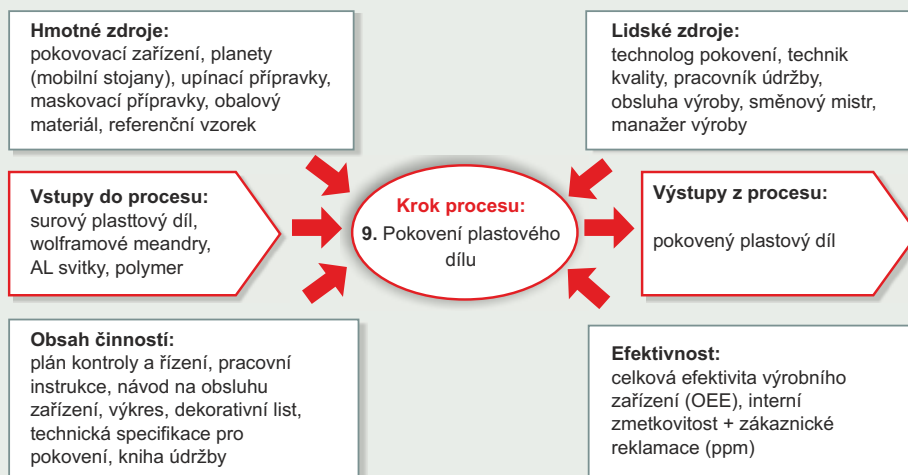 Hmotné zdroje:
pokovovací zařízení, planety
(mobilní stojany), upínací přípravky,
maskovací přípravky, obalový
materiál, referenční vzorek
Lidské zdroje:
technolog pokovení, technik
kvality, pracovník údržby,
obsluha výroby, směnový mistr,
manažer výroby
Vstupy do procesu:
surový plasttový díl,
wolframové meandry,
AL svitky, polymer
Krok procesu:
9. Pokovení plastového
dílu
Výstupy z procesu:
pokovený plastový díl
Obsah činností:
plán kontroly a řízení, pracovní
instrukce, návod na obsluhu
zařízení, výkres, dekorativní list,
technická specifikace pro
pokovení, kniha údržby
Efektivnost:
celková efektivita výrobního
zařízení (OEE), interní
zmetkovitost + zákaznické
reklamace (ppm)